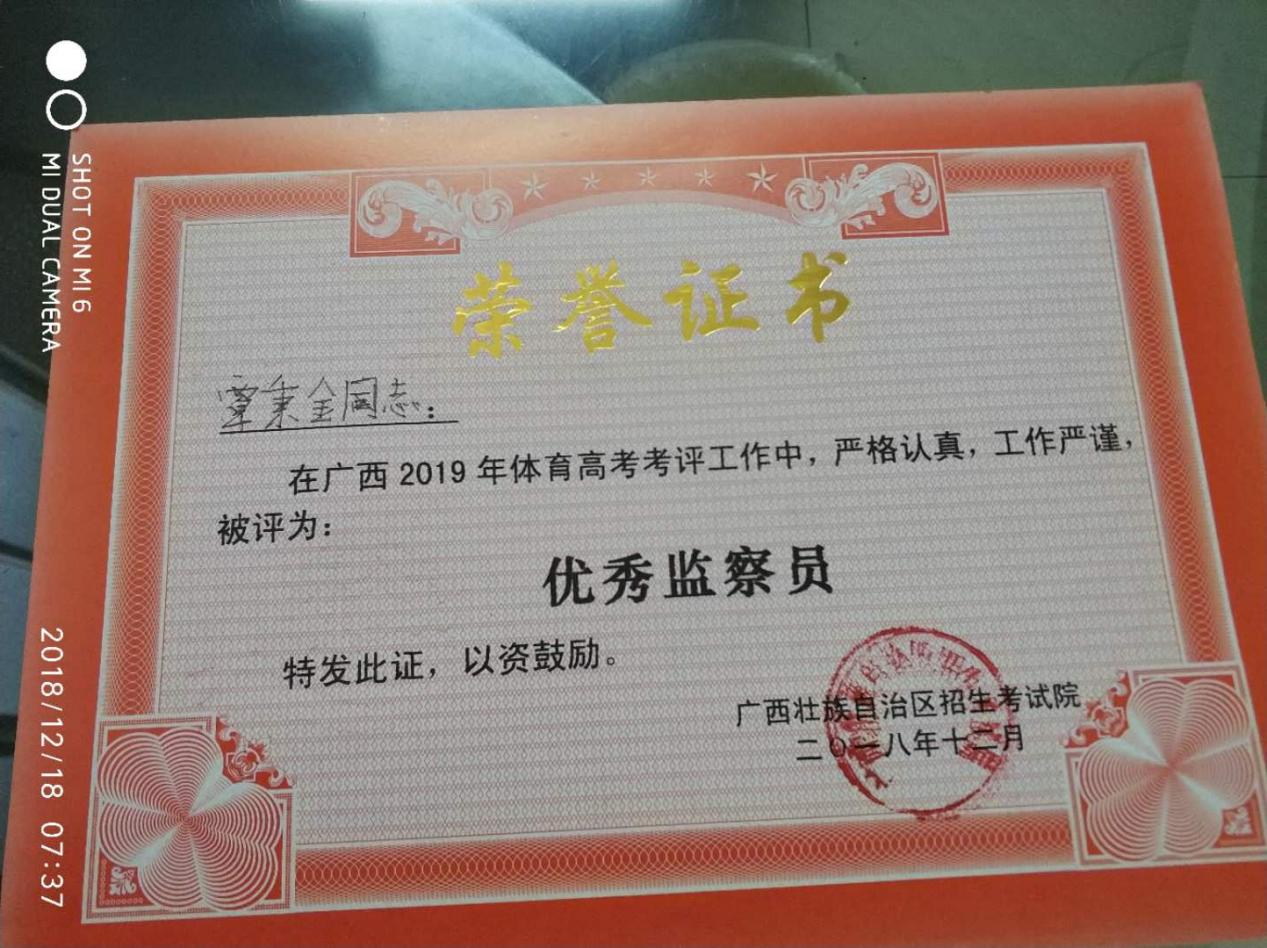 SHOT ON MI 6
MI DUAL CAMERA
2018/12/18 07:37
荣誉证书
覃秉金同志：
在广西 2019 年体育高考考评工作中，严格认真，工作严谨，
被评为：
优秀监察员
特发此证，以资鼓励。
广西壮族自治区招生考试院
二〇一八年十二月